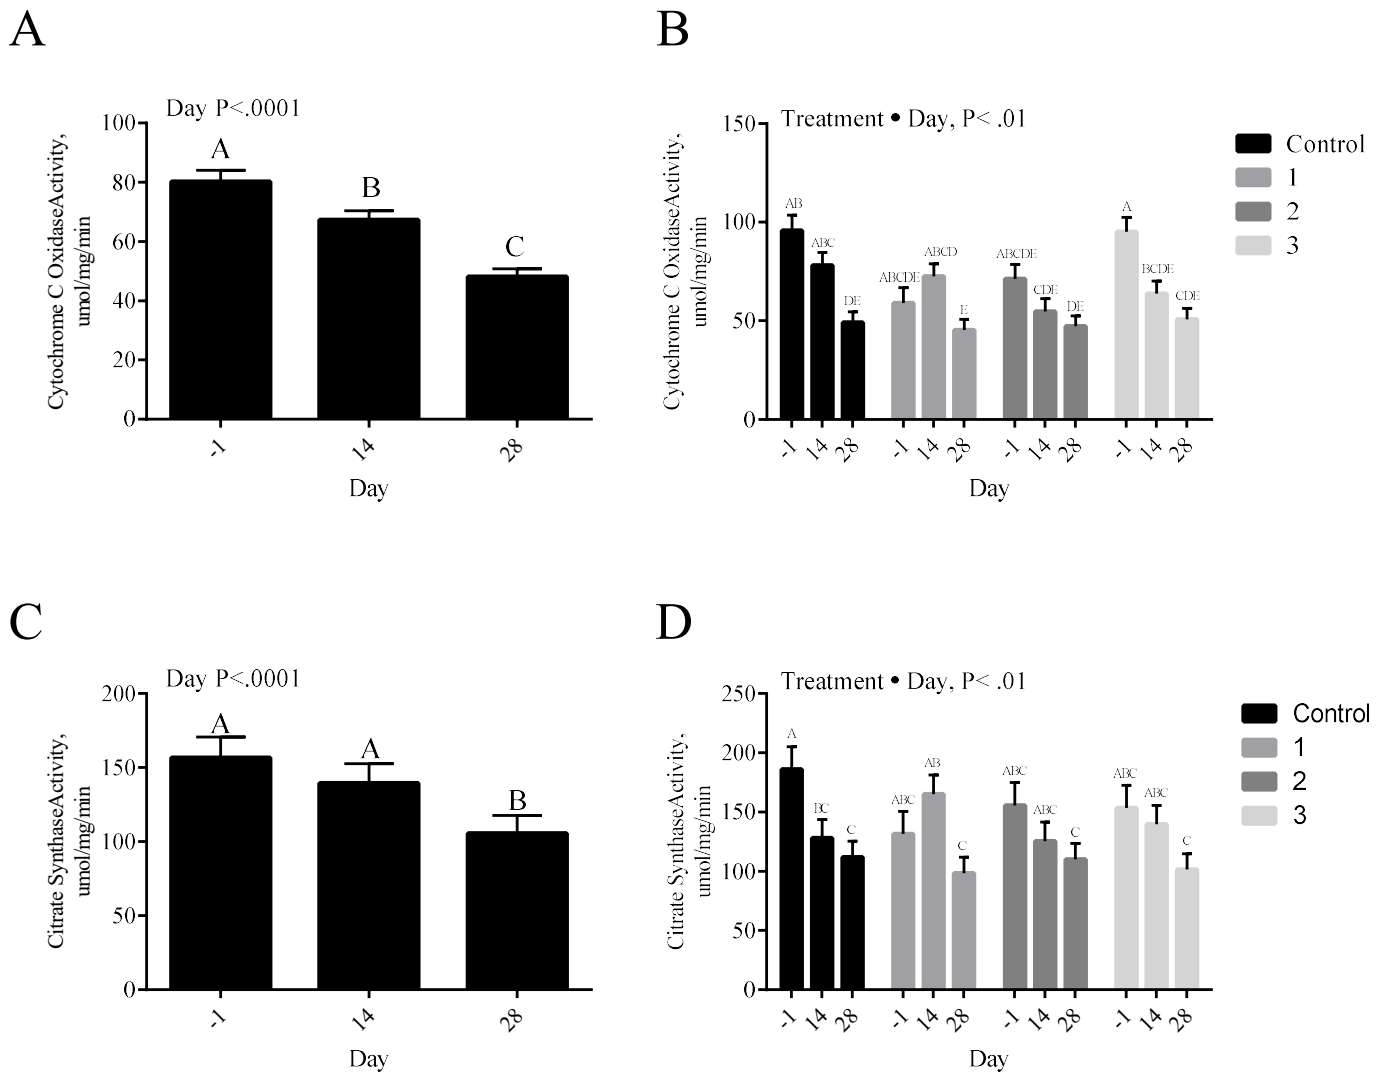 A
Day P<.0001
Cytochrome C OxidaseActivity,
umol/mg/min
100
80
60
40
20
0
A
B
C
-1
14
28
Day
B
Treatment • Day, P< .01
Cytochrome C OxidaseActivity,
umol/mg/min
150
100
50
0
AB
ABC
DE
ABCDE
ABCD
E
ABCDE
CDE
DE
A
BCDE
CDE
-1
14
28
-1
14
28
-1
14
28
-1
14
28
Day
Control
1
2
3
C
Day P<.0001
Citrate SynthaseActivity,
umol/mg/min
200
150
100
50
0
A
A
B
-1
14
28
Day
D
Treatment • Day, P< .01
Citrate SynthaseActivity,
umol/mg/min
250
200
150
100
50
0
A
BC
C
ABC
AB
C
ABC
ABC
C
ABC
ABC
C
-1
14
28
-1
14
28
-1
14
28
-1
14
28
Day
Control
1
2
3